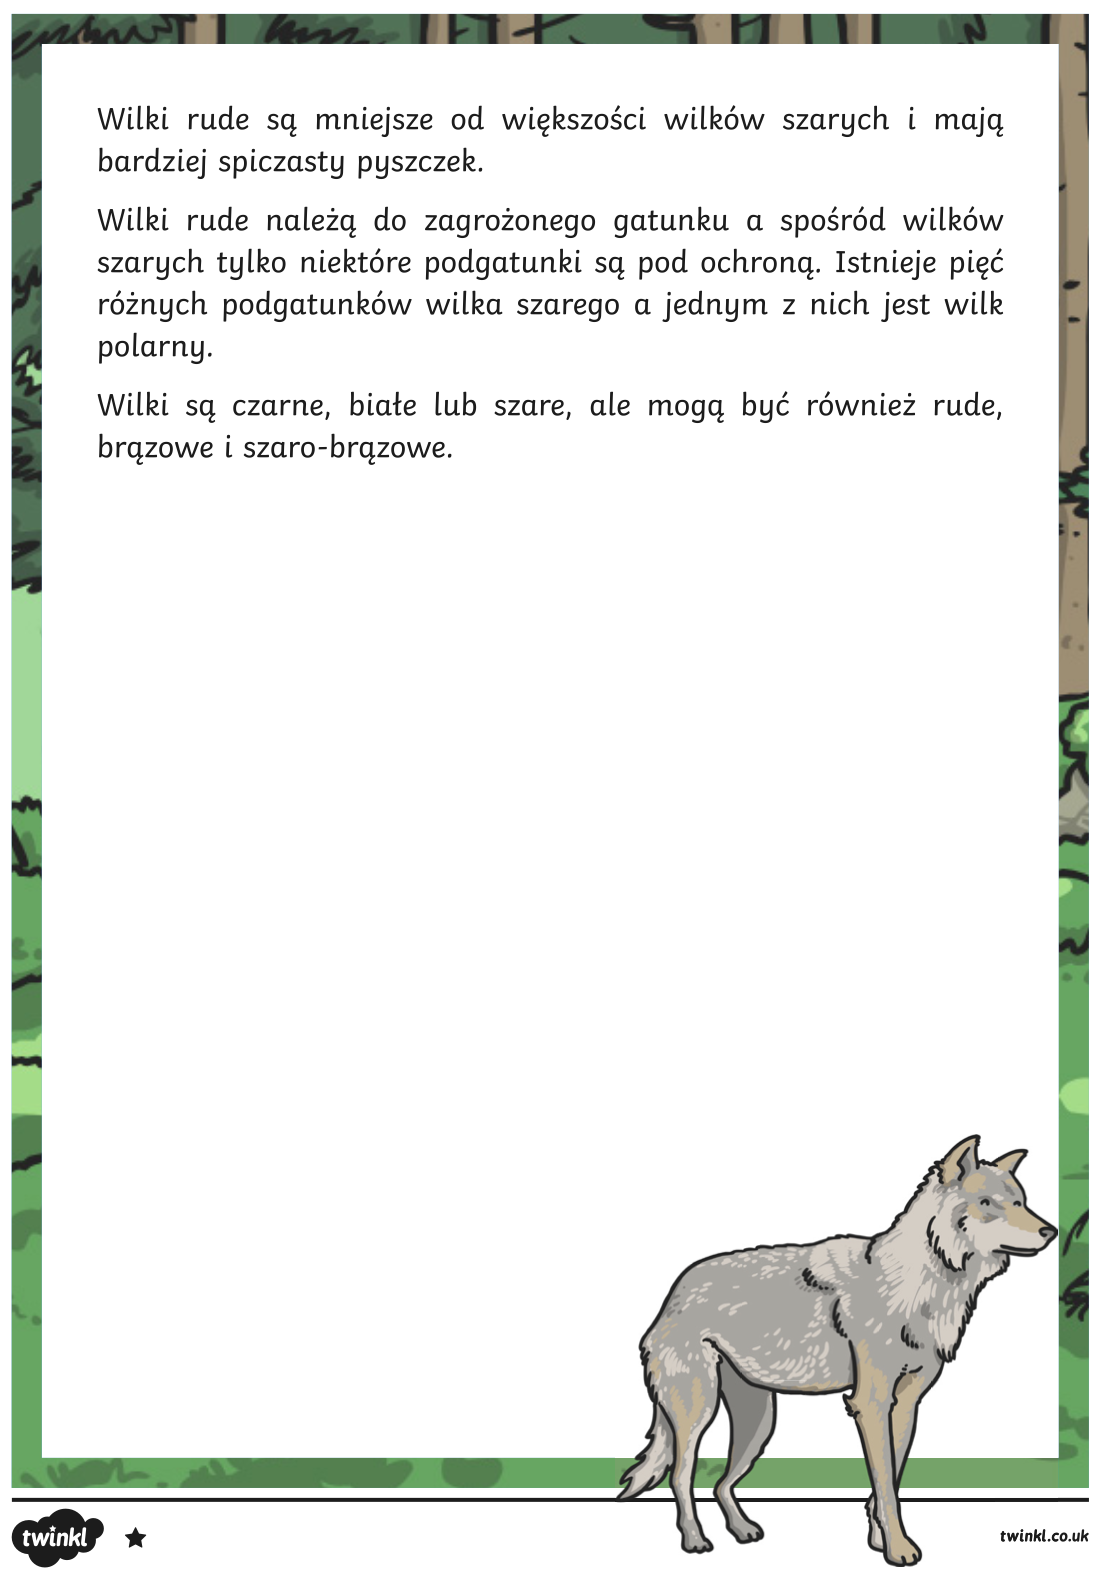 Wilki rude są mniejsze od większości wilków szarych i mają
bardziej spiczasty pyszczek.
Wilki rude należą do zagrożonego gatunku a spośród wilków
szarych tylko niektóre podgatunki są pod ochroną. Istnieje pięć
różnych podgatunków wilka szarego a jednym z nich jest wilk
polarny.
Wilki są czarne, białe lub szare, ale mogą być również rude,
brązowe i szaro-brązowe.
twinkl
twinkl.co.uk